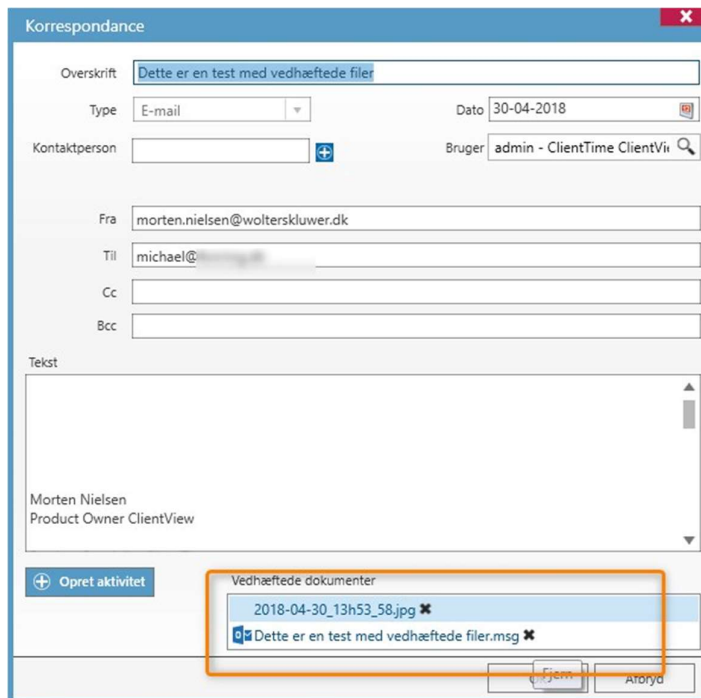 Korrespondance
Overskrift Dette er en test med vedhæftede filer
Type E-mail Dato 30-04-2018
Kontaktperson Bruger admin - ClientTime ClientVi
Fra morten.nielsen@wolterskluwer.dk
Til michael@
Cc
Bcc
Tekst
Morten Nielsen
Product Owner ClientView
Opret aktivitet
Vedhæftede dokumenter
2018-04-30_13h53_58.jpg
Dette er en test med vedhæftede filer.msg
Fjern Afbryd